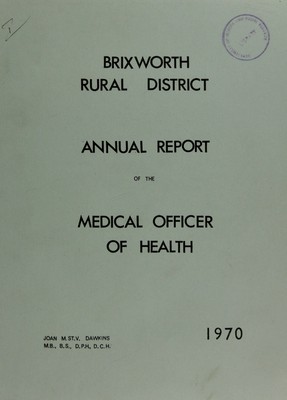 BRIXWORTH
RURAL DISTRICT
ANNUAL REPORT
OF THE
MEDICAL OFFICER
OF HEALTH
JOAN M.ST.V. DAWKINS
M.B., B.S., D.P.H., D.C.H.
1970